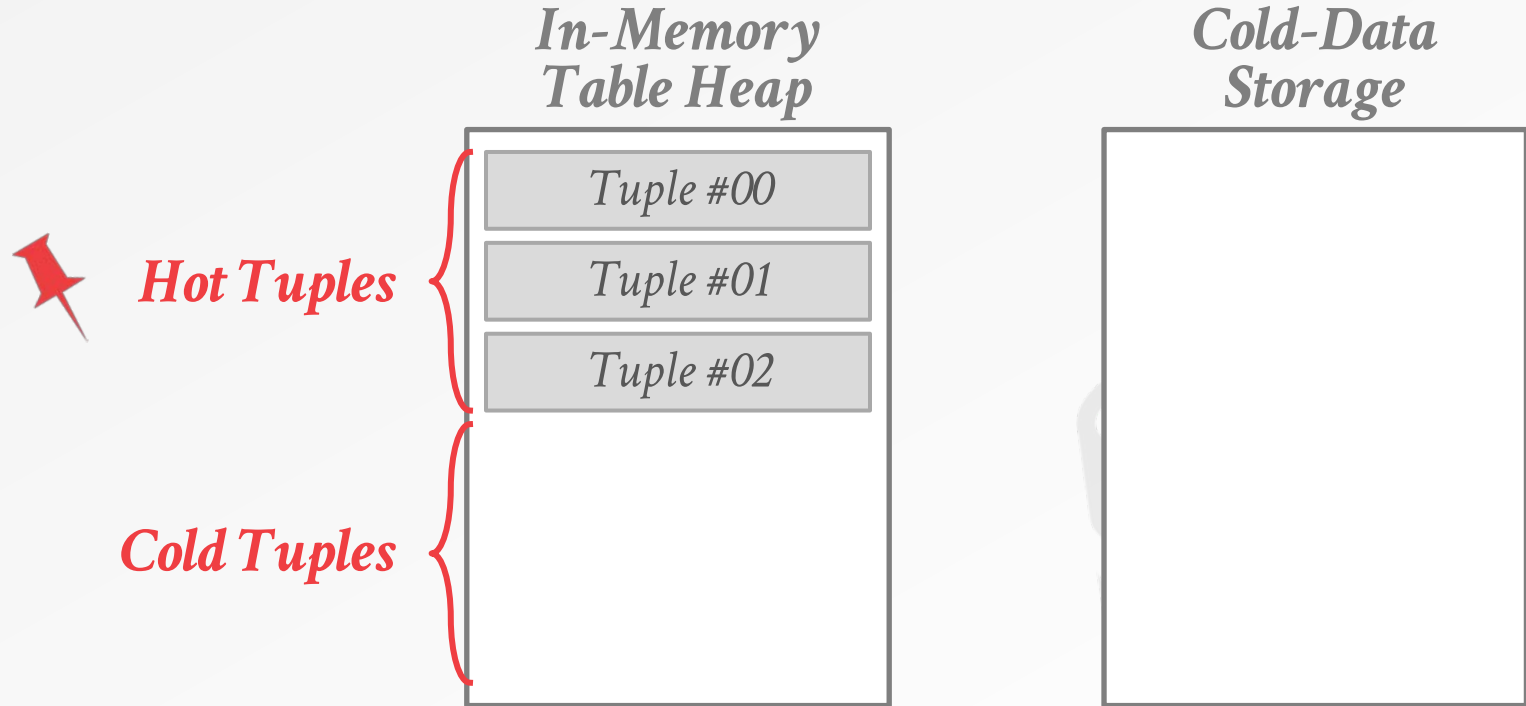 In-Memory
Table Heap
Cold-Data
Storage
Tuple #00
Tuple #01
Hot Tuples
Tuple #02
Cold Tuples